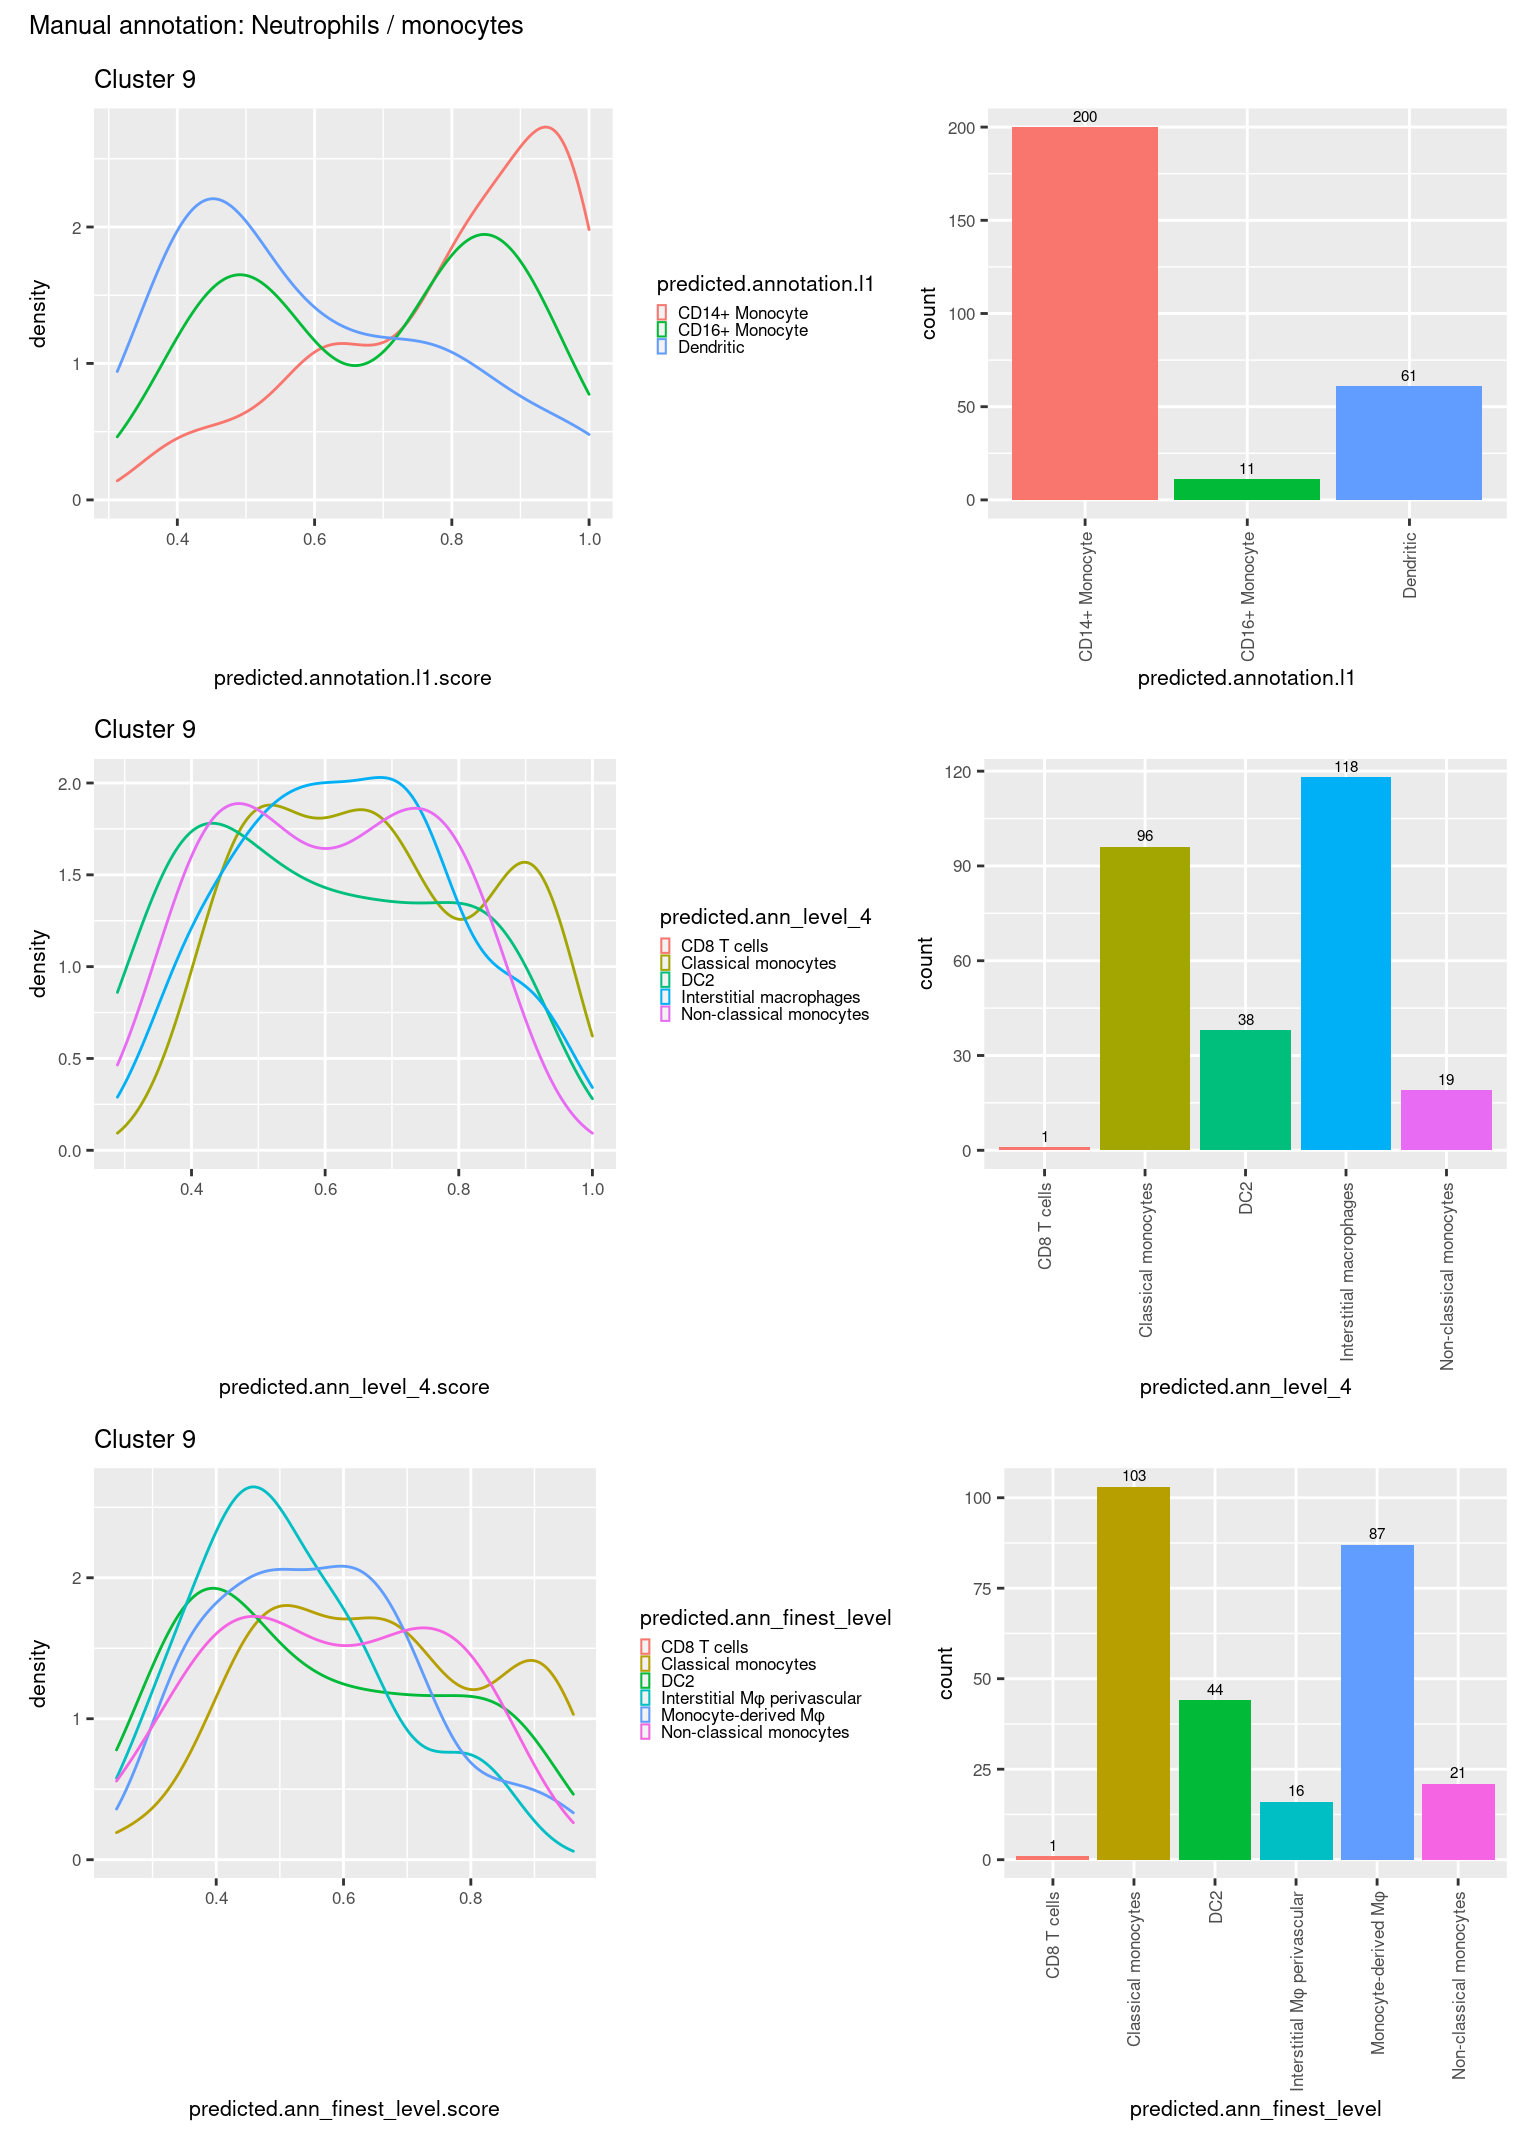 Manual annotation: Neutrophils / monocytes
Cluster 9
density
2
1
0
0.4 0.6 0.8 1.0
predicted.annotation.l1.score
predicted.annotation.l1
CD14+ Monocyte
CD16+ Monocyte
Dendritic
count
200
150
100
50
0
200
11
61
CD14+ Monocyte
CD16+ Monocyte
Dendritic
predicted.annotation.l1
Cluster 9
density
2.0
1.5
1.0
0.5
0.0
0.4 0.6 0.8 1.0
predicted.ann_level_4.score
predicted.ann_level_4
CD8 T cells
Classical monocytes
DC2
Interstitial macrophages
Non-classical monocytes
count
120
90
60
30
0
1
96
38
118
19
CD8 T cells
Classical monocytes
DC2
Interstitial macrophages
Non-classical monocytes
predicted.ann_level_4
Cluster 9
density
2
1
0
0.4 0.6 0.8
predicted.ann_finest_level.score
predicted.ann_finest_level
CD8 T cells
Classical monocytes
DC2
Interstitial Mφ perivascular
Monocyte-derived Mφ
Non-classical monocytes
count
100
75
50
25
0
1
103
44
16
87
21
CD8 T cells
Classical monocytes
DC2
Interstitial Mφ perivascular
Monocyte-derived Mφ
Non-classical monocytes
predicted.ann_finest_level